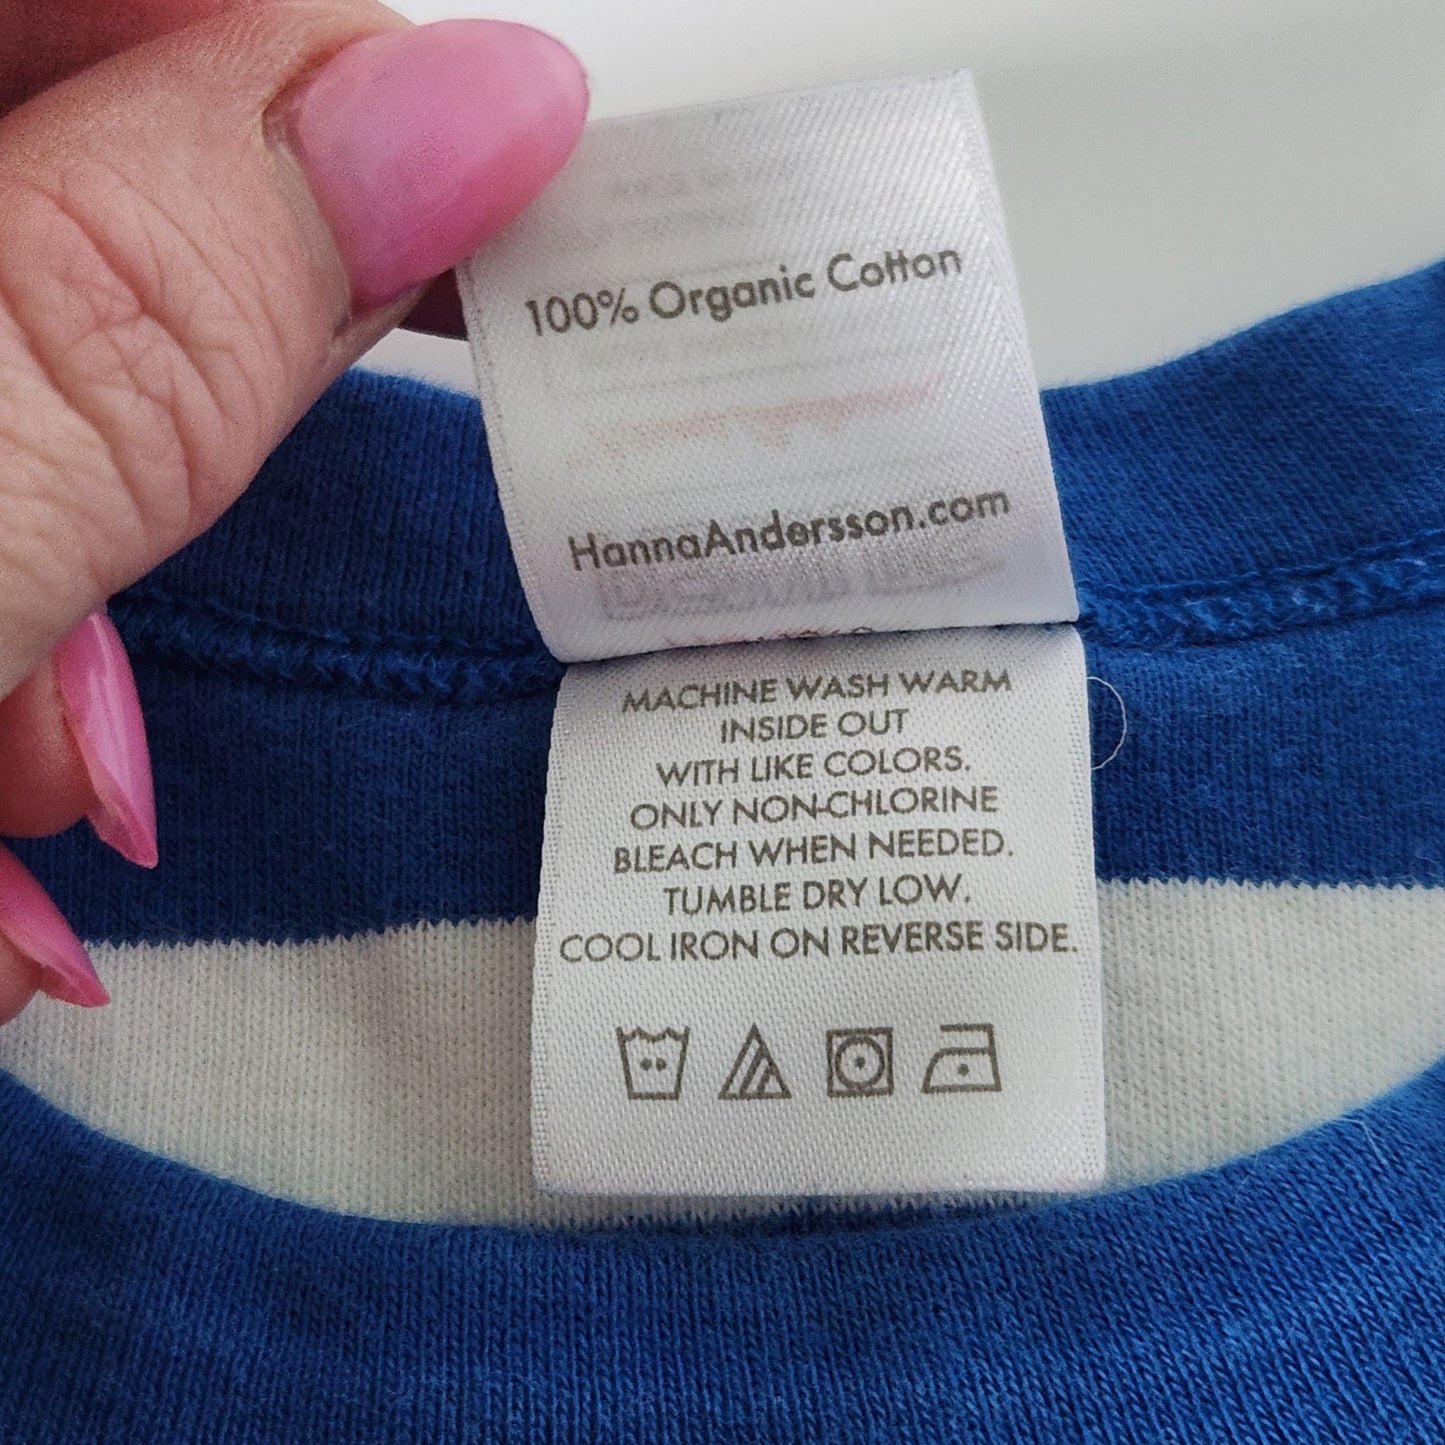 100% Organic Cotton
HannaAndersson.com
MACHINE WASH WARM
INSIDE OUT
WITH LIKE COLORS.
ONLY NON-CHLORINE
BLEACH WHEN NEEDED.
TUMBLE DRY LOW.
COOL IRON ON REVERSE SIDE.